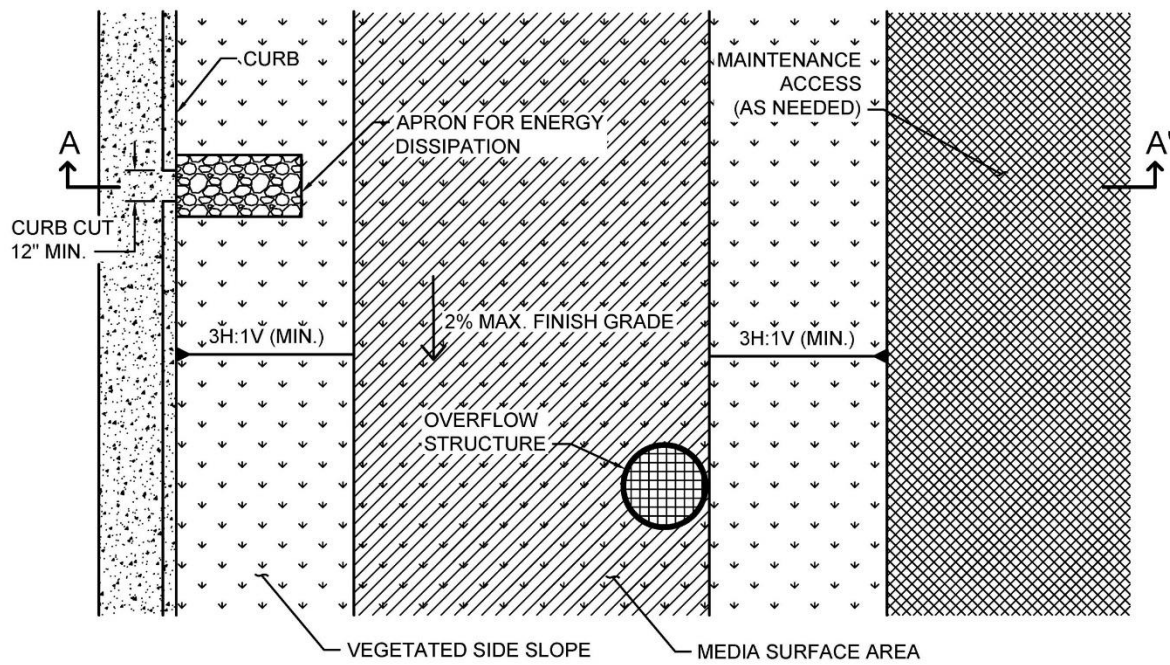 CURB
MAINTENANCE
ACCESS
(AS NEEDED)
A
A'
APRON FOR ENERGY
DISSIPATION
CURB CUT
12" MIN.
2% MAX. FINISH GRADE
3H:1V (MIN.)
3H:1V (MIN.)
OVERFLOW
STRUCTURE
VEGETATED SIDE SLOPE
MEDIA SURFACE AREA